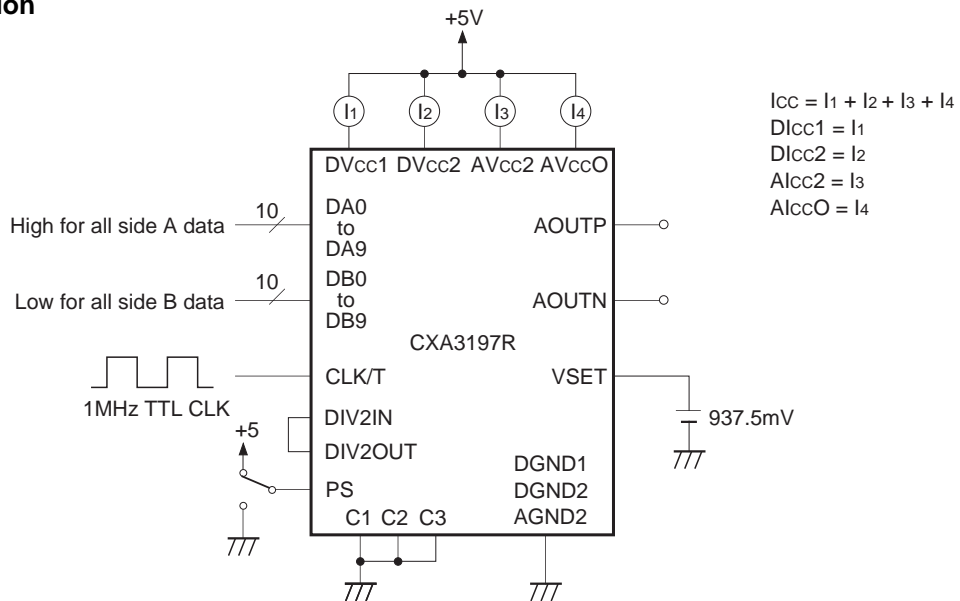 ion
+5V
I1 I2 I3 I4
ICC = I1 + I2 + I3 + I4
DICC1 = I1
DICC2 = I2
AICC2 = I3
AICCO = I4
DVCC1 DVCC2 AVCC2 AVCCO
High for all side A data
10
DA0
to
DA9
AOUTP
Low for all side B data
10
DB0
to
DB9
AOUTN
CXA3197R
1MHz TTL CLK
CLK/T
VSET
937.5mV
DIV2IN
DIV2OUT
+5
PS
DGND1
DGND2
AGND2
C1 C2 C3